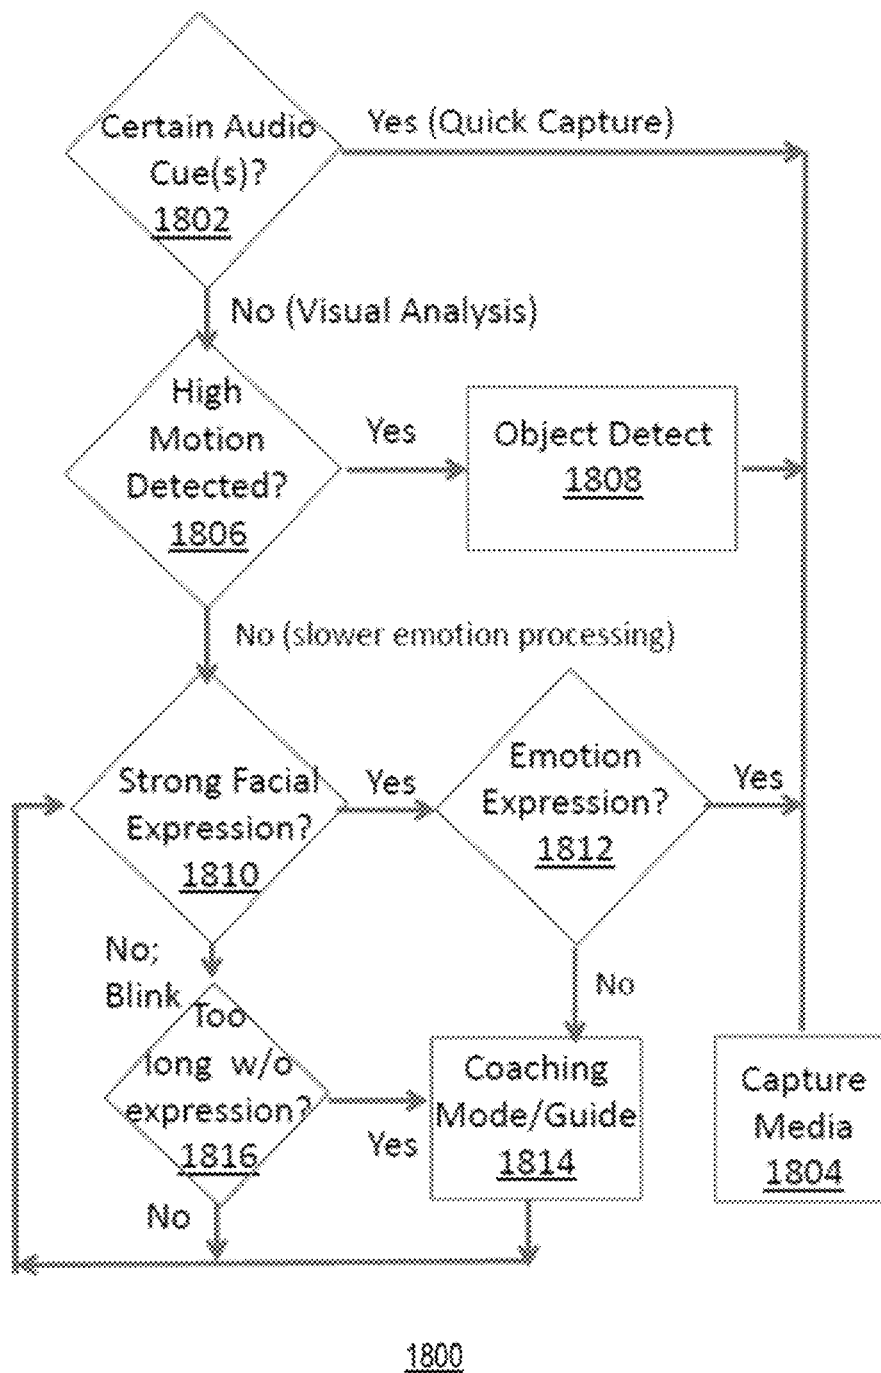 Certain Audio
Cue(s)?
1802
Yes (Quick Capture)
No (Visual Analysis)
High
Motion
Detected?
1806
Yes
Object Detect
1808
No (slower emotion processing)
Strong Facial
Expression?
1810
Yes
Emotion
Expression?
1812
Yes
No;
Blink
No
Too
long w/o
expression?
1816
Yes
No
Coaching
Mode/Guide
1814
Capture
Media
1804
1800